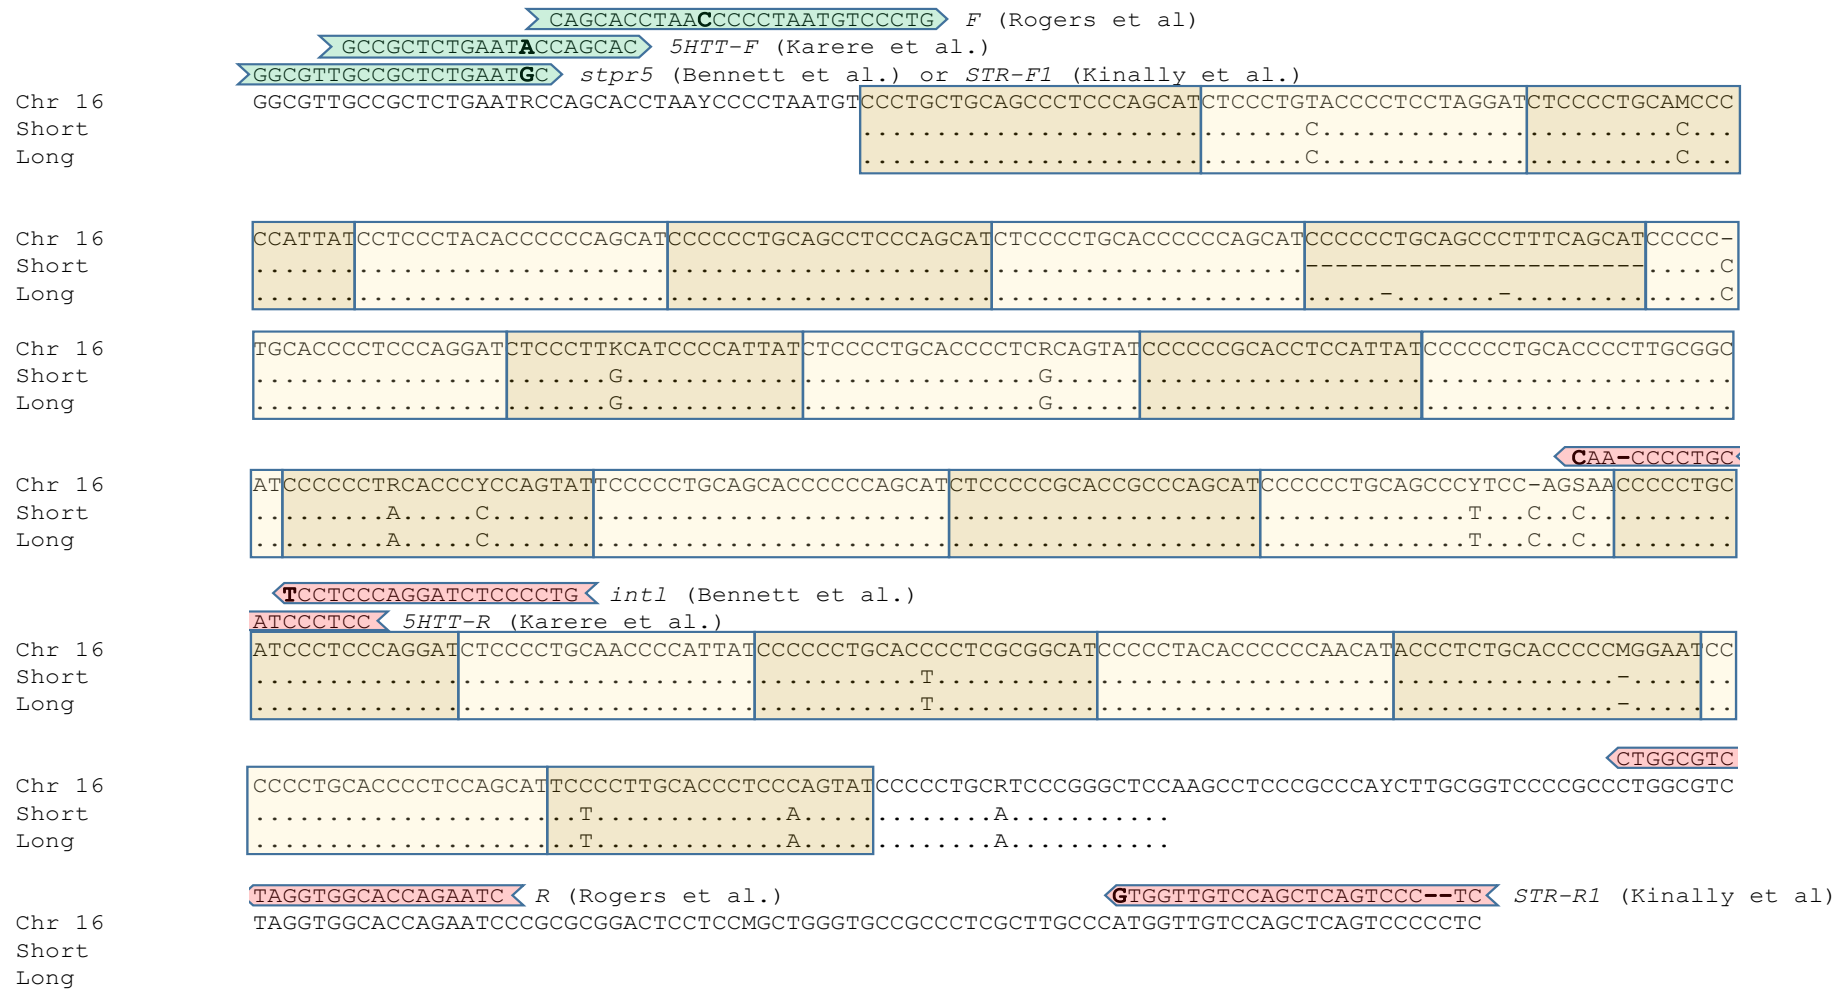 CAGCACCTAACCCCCTAATGTCCCTG F (Rogers et al)
GCCGCTCTGAATACCAGCAC 5HTT-F (Karere et al.)
GGCGTTGCCGCTCTGAATGC stpr5 (Bennett et al.) or STR-F1 (Kinally et al.)
Chr 16 GGCGTTGCCGCTCTGAATRCCAGCACCTAAYCCCCTAATGTCCCTGCTGCAGCCCTCCCAGCATCTCCCTGTACCCCTCCTAGGATCTCCCCTGCAMCCC
Short ..............................C........................C...
Long ..............................C........................C...
Chr 16 CCATTATCCTCCCTACACCCCCCAGCATCCCCCCTGCAGCCTCCCAGCATCTCCCCTGCACCCCCCAGCATCCCCCCTGCAGCCCTTTCAGCATCCCCC-
Short .......................................................................-----------------------.....C
Long ............................................................................-.......-..............C
Chr 16 TGCACCCCTCCCAGGATCTCCCTTKCATCCCCATTATCTCCCCTGCACCCCTCRCAGTATCCCCCCGCACCTCCATTATCCCCCCTGCACCCCTTGCGGC
Short ........................G............................G..............................................
Long ........................G............................G..............................................
CAA-CCCCTGC
Chr 16 ATCCCCCCTRCACCCYCCAGTATTCCCCCTGCAGCACCCCCCAGCATCTCCCCCGCACCGCCCAGCATCCCCCCTGCAGCCCYTCC-AGSAACCCCCTGC
Short .........A.....C..................................................................T...C..C..........
Long .........A.....C..................................................................T...C..C..........
TCCTCCCAGGATCTCCCCTG intl (Bennett et al.)
ATCCCTCC 5HTT-R (Karere et al.)
Chr 16 ATCCCTCCCAGGATCTCCCCTGCAACCCCATTATCCCCCCTGCACCCCTCGCGGCATCCCCCTACACCCCCCAACATACCCTCTGCACCCCCMGGAATCC
Short .............................................T..............................................-.......
Long .............................................T..............................................-.......
CTGGCGTC
Chr 16 CCCCTGCACCCCTCCAGCATTCCCCTTGCACCCTCCCAGTATCCCCCTGCRTCCCGGGCTCCAAGCCTCCCGCCCAYCTTGCGGTCCCCGCCCTGGCGTC
Short ......................T.............A.............A...........
Long ......................T.............A.............A...........
TAGGTGGCACCAGAATC R (Rogers et al.) GTGGTTGTCCAGCTCAGTCCC--TC STR-R1 (Kinally et al)
Chr 16 TAGGTGGCACCAGAATCCCGCGCGGACTCCTCCMGCTGGGTGCCGCCCTCGCTTGCCCATGGTTGTCCAGCTCAGTCCCCCTC
Short
Long